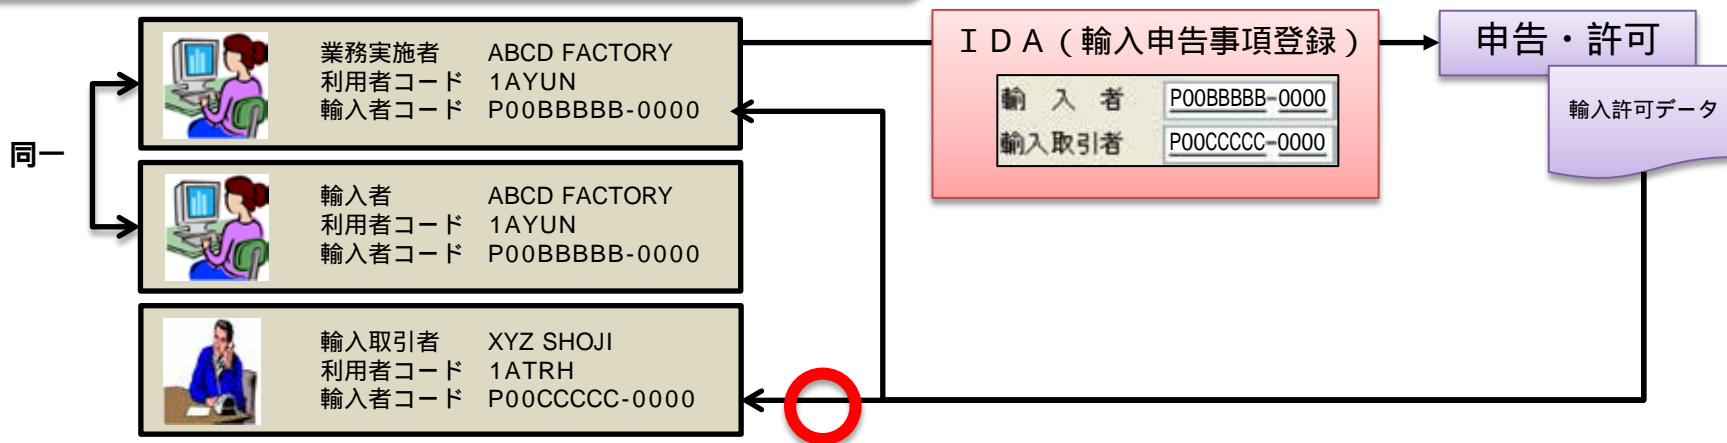 業務実施者 ABCD FACTORY
利用者コード 1AYUN
輸入者コード P00BBBBB-0000
同一
輸入者 ABCD FACTORY
利用者コード 1AYUN
輸入者コード P00BBBBB-0000
輸入取引者 XYZ SHOJI
利用者コード 1ATRH
輸入者コード P00CCCCC-0000
ＩＤＡ（輸入申告事項登録）
輸入者 P00BBBBB-0000
輸入取引者 P00CCCCC-0000
申告・許可
輸入許可データ